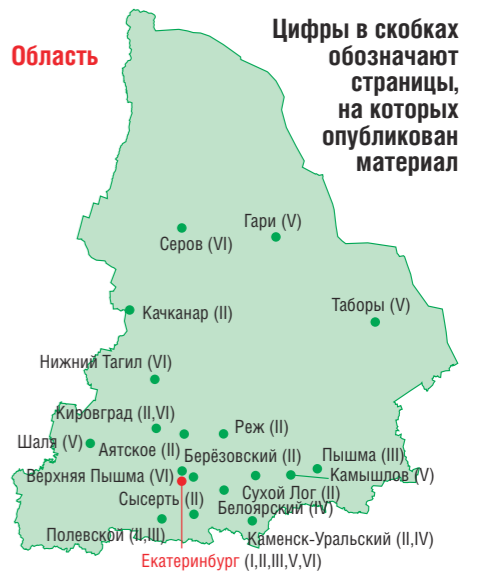 Область
Цифры в скобках
обозначают
страницы,
на которых
опубликован
материал
Гари (V)
Серов (VI)
Таборы (V)
Качканар (II)
Нижний Тагил (VI)
Кировград (II,VI)
Реж (II)
Шаля (V)
Аятское (II)
Берёзовский (II)
Пышма (III)
Верхняя Пышма (VI)
Камышлов (V)
Сухой Лог (II)
Сысерть (II)
Белоярский (IV)
Полевской (II,III)
Каменск-Уральский (II,IV)
Екатеринбург (I,II,III,V,VI)